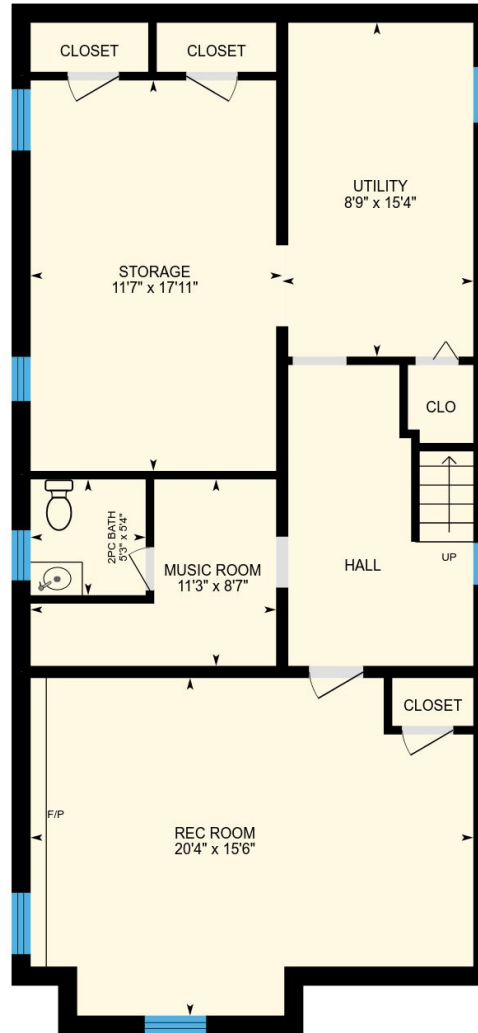 CLOSET
CLOSET
UTILITY
8'9" x 15'4"
STORAGE
11'7" x 17'11"
CLO
2PC BATH
5'3" x 5'4"
MUSIC ROOM
11'3" x 8'7"
HALL
UP
CLOSET
F/P
REC ROOM
20'4" x 15'6"